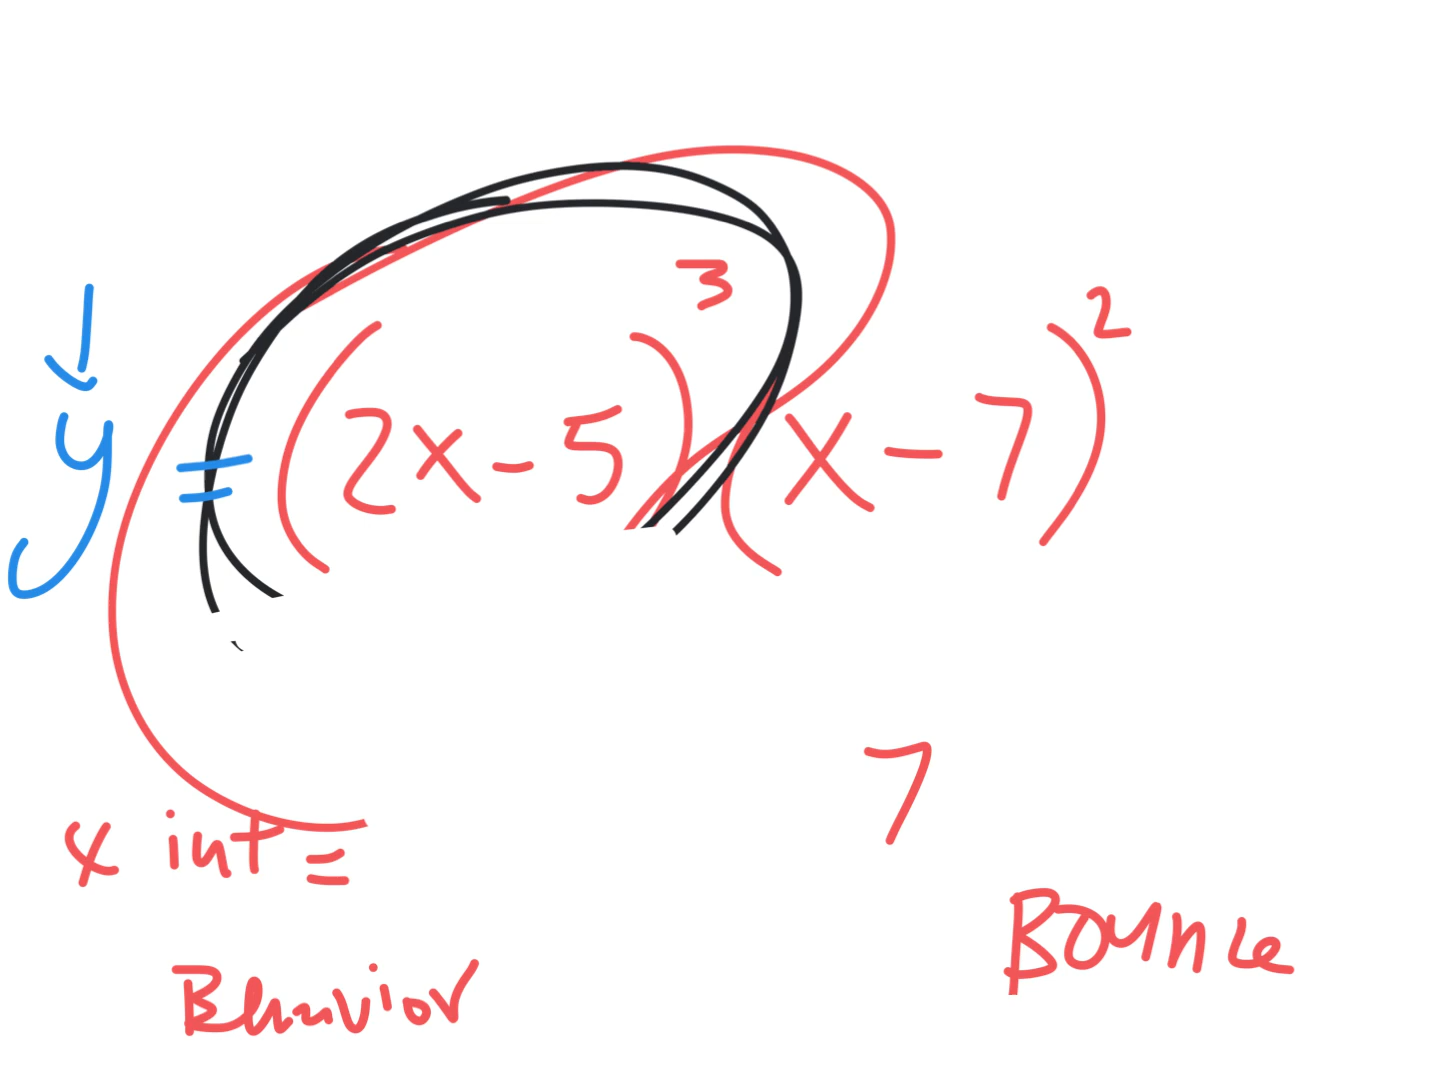 y = (2x - 5)³ (x - 7)²
x int = 7
Behavior Bounce